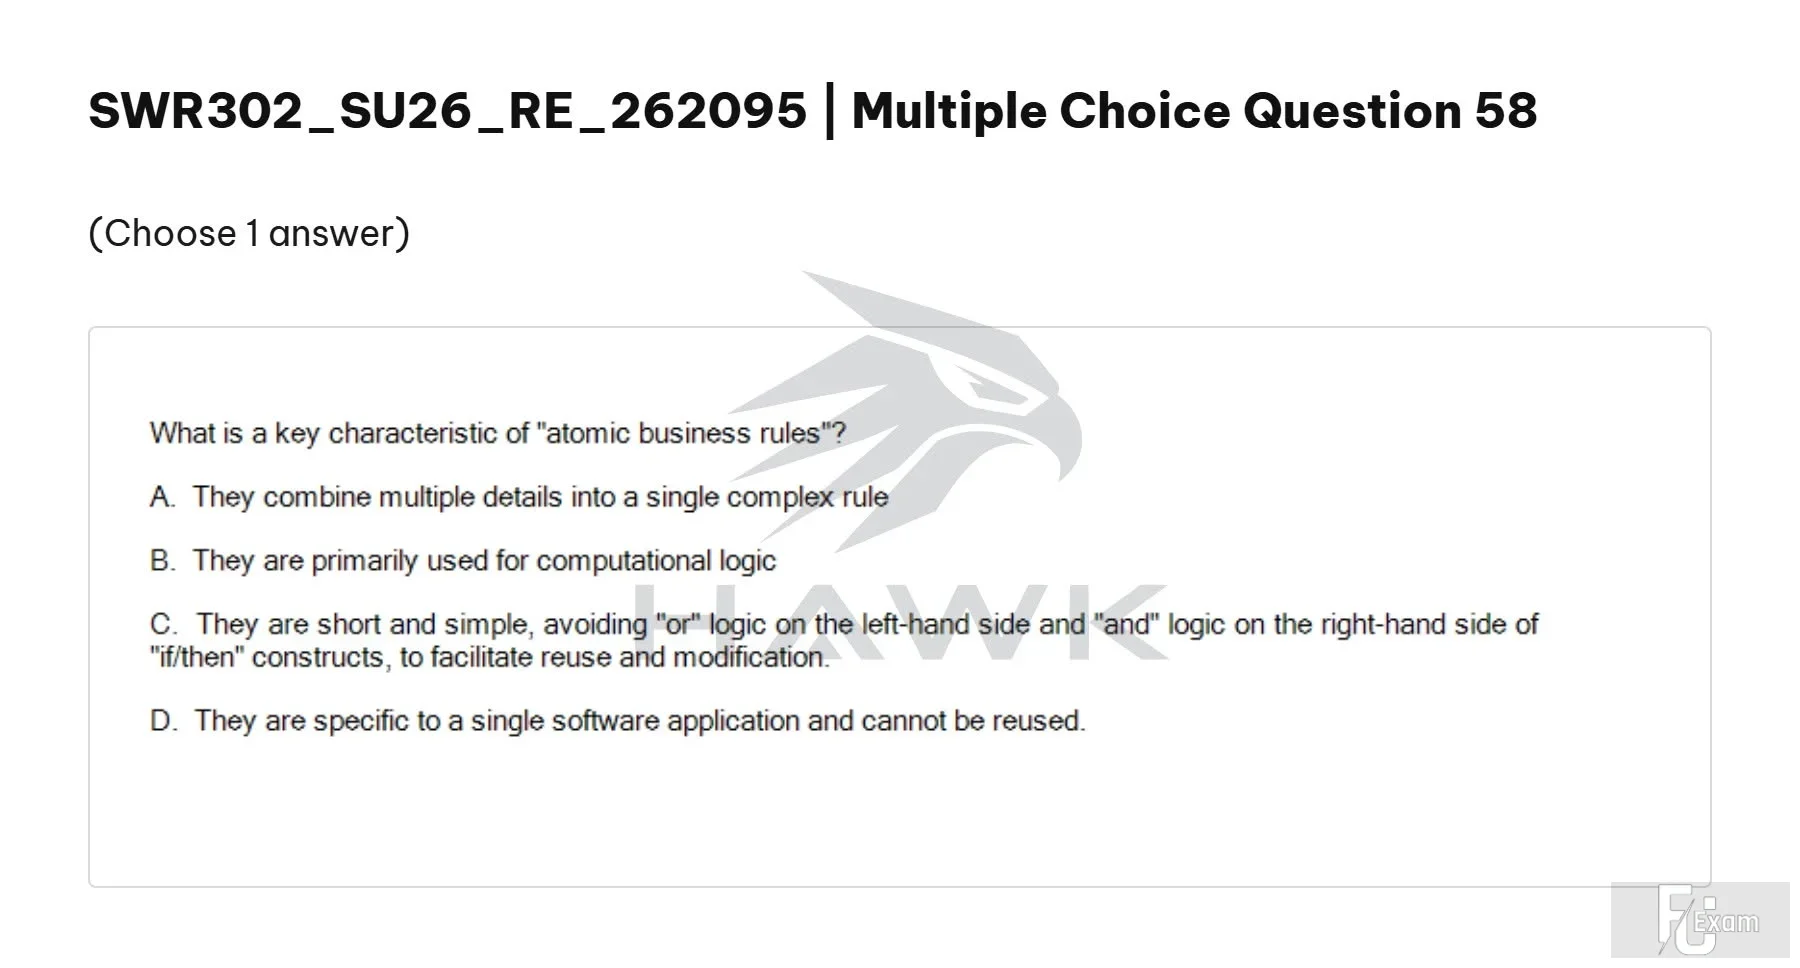 SWR302_SU26_RE_262095 | Multiple Choice Question 58
(Choose 1 answer)
What is a key characteristic of "atomic business rules"?
A. They combine multiple details into a single complex rule
B. They are primarily used for computational logic
C. They are short and simple, avoiding "or" logic on the left-hand side and "and" logic on the right-hand side of
"if/then" constructs, to facilitate reuse and modification.
D. They are specific to a single software application and cannot be reused.
HAWK
FU Exam